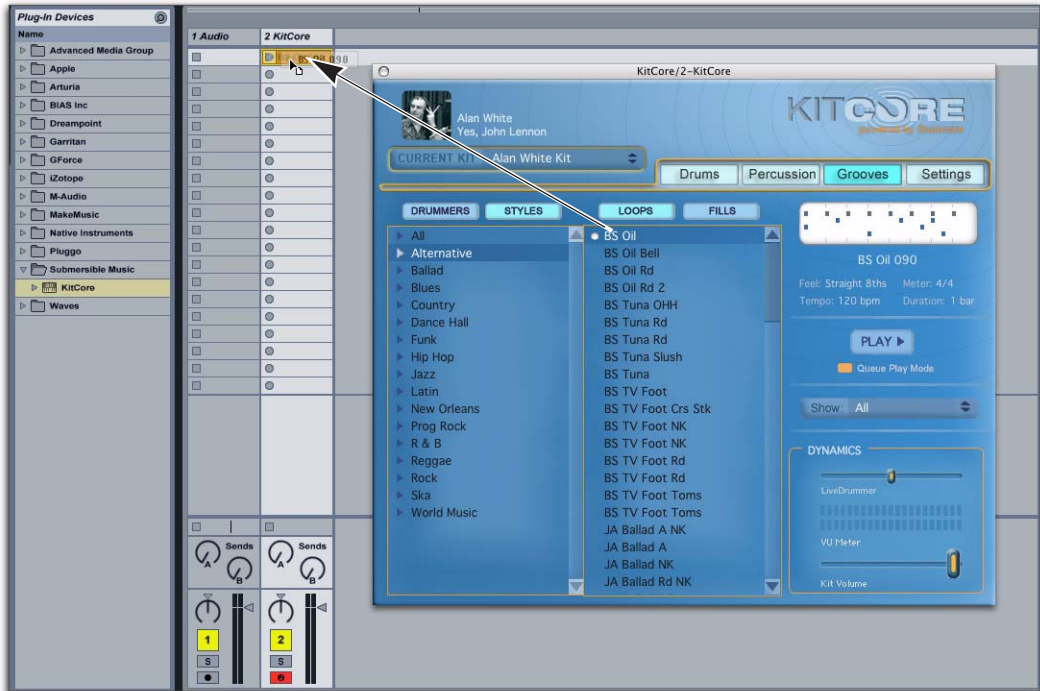 Plug-In Devices
Name
Advanced Media Group
Apple
Arturia
BIAS Inc
Dreampoint
Garritan
GForce
iZotope
M-Audio
MakeMusic
Native Instruments
Pluggo
Submersible Music
KitCore
Waves
1 Audio
2 KitCore
BS Oil 090
KitCore/2-KitCore
Alan White
Yes, John Lennon
KITCORE
CURRENT KIT Alan White Kit
Drums Percussion Grooves Settings
DRUMMERS STYLES
All
Alternative
Ballad
Blues
Country
Dance Hall
Funk
Hip Hop
Jazz
Latin
New Orleans
Prog Rock
R & B
Reggae
Rock
Ska
World Music
LOOPS FILLS
BS Oil
BS Oil Bell
BS Oil Rd
BS Oil Rd 2
BS Tuna OHH
BS Tuna Rd
BS Tuna Rd
BS Tuna Slush
BS Tuna
BS TV Foot
BS TV Foot Crs Stk
BS TV Foot NK
BS TV Foot NK
BS TV Foot Rd
BS TV Foot Rd
BS TV Foot Toms
BS TV Foot Toms
JA Ballad A NK
JA Ballad A
JA Ballad NK
JA Ballad Rd NK
BS Oil 090
Feel: Straight 8ths Meter: 4/4
Tempo: 120 bpm Duration: 1 bar
PLAY
Queue Play Mode
Show: All
DYNAMICS
LiveDrummer
VU Meter
Kit Volume
Sends Sends
A A
B B
1 2
S S